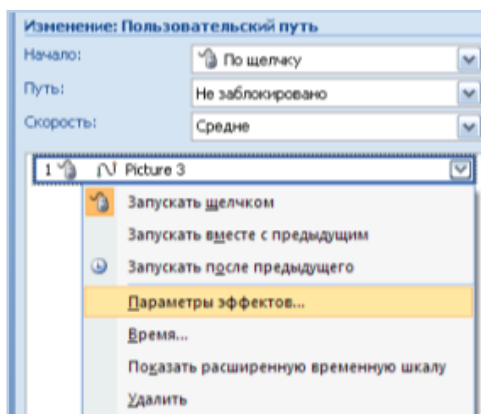 Изменение: Пользовательский путь
Начало: По щелчку
Путь: Не заблокировано
Скорость: Средне
1 Picture 3
Запускать щелчком
Запускать вместе с предыдущим
Запускать после предыдущего
Параметры эффектов...
Время...
Показать расширенную временную шкалу
Удалить